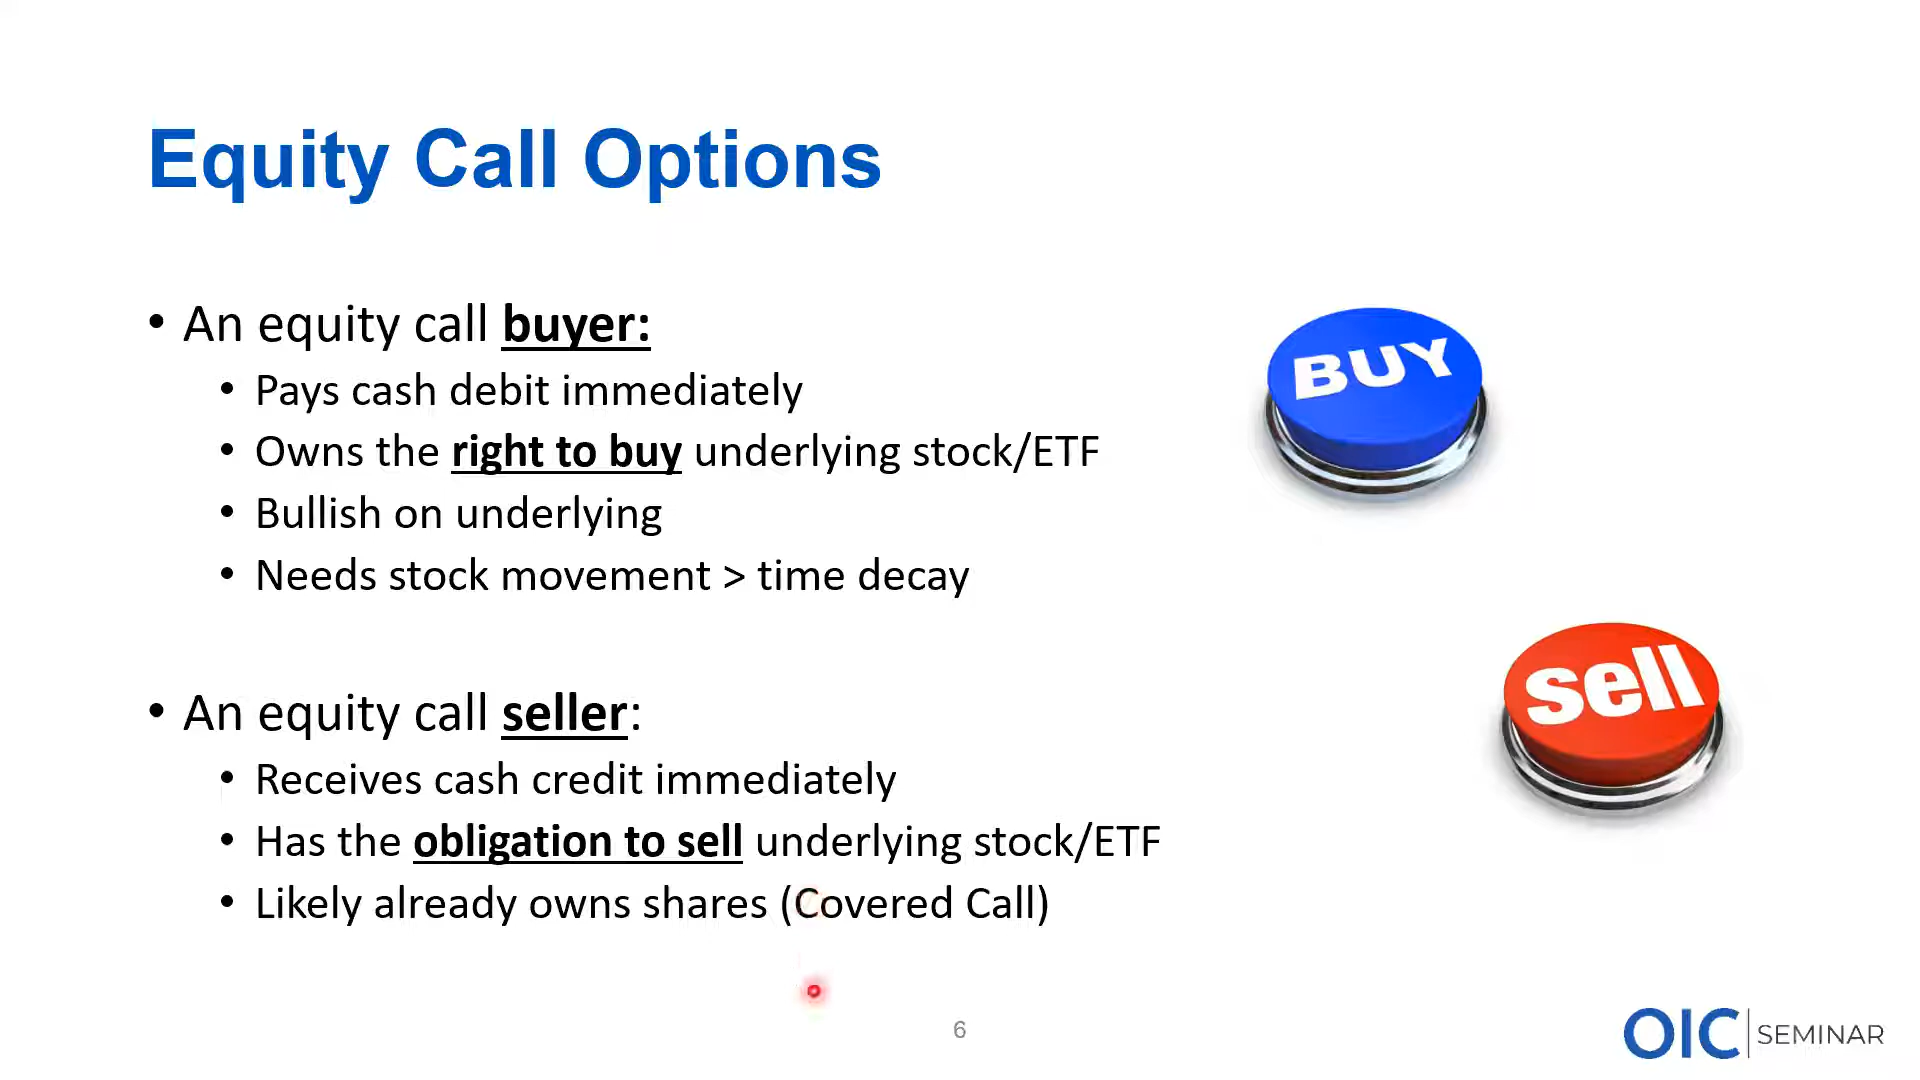 Equity Call Options
• An equity call buyer:
• Pays cash debit immediately
• Owns the right to buy underlying stock/ETF
• Bullish on underlying
• Needs stock movement > time decay
BUY
• An equity call seller:
• Receives cash credit immediately
• Has the obligation to sell underlying stock/ETF
• Likely already owns shares (Covered Call)
sell
6
OIC SEMINAR